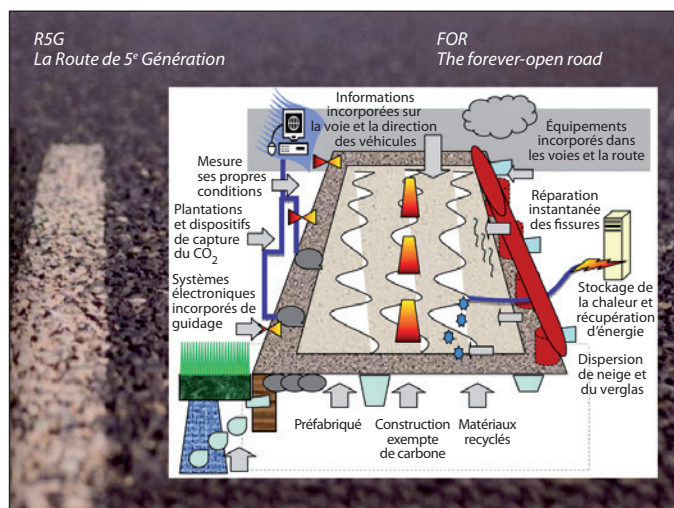 R5G
La Route de 5e Génération
FOR
The forever-open road
Informations
incorporées sur
la voie et la direction
des véhicules
Équipements
incorporés dans
les voies et la route
Mesure
ses propres
conditions
Plantations
et dispositifs
de capture
du CO2
Systèmes
électroniques
incorporés de
guidage
Réparation
instantanée
des fissures
Stockage de
la chaleur et
récupération
d'énergie
Dispersion
de neige et
du verglas
Préfabriqué
Construction
exempte
de carbone
Matériaux
recyclés